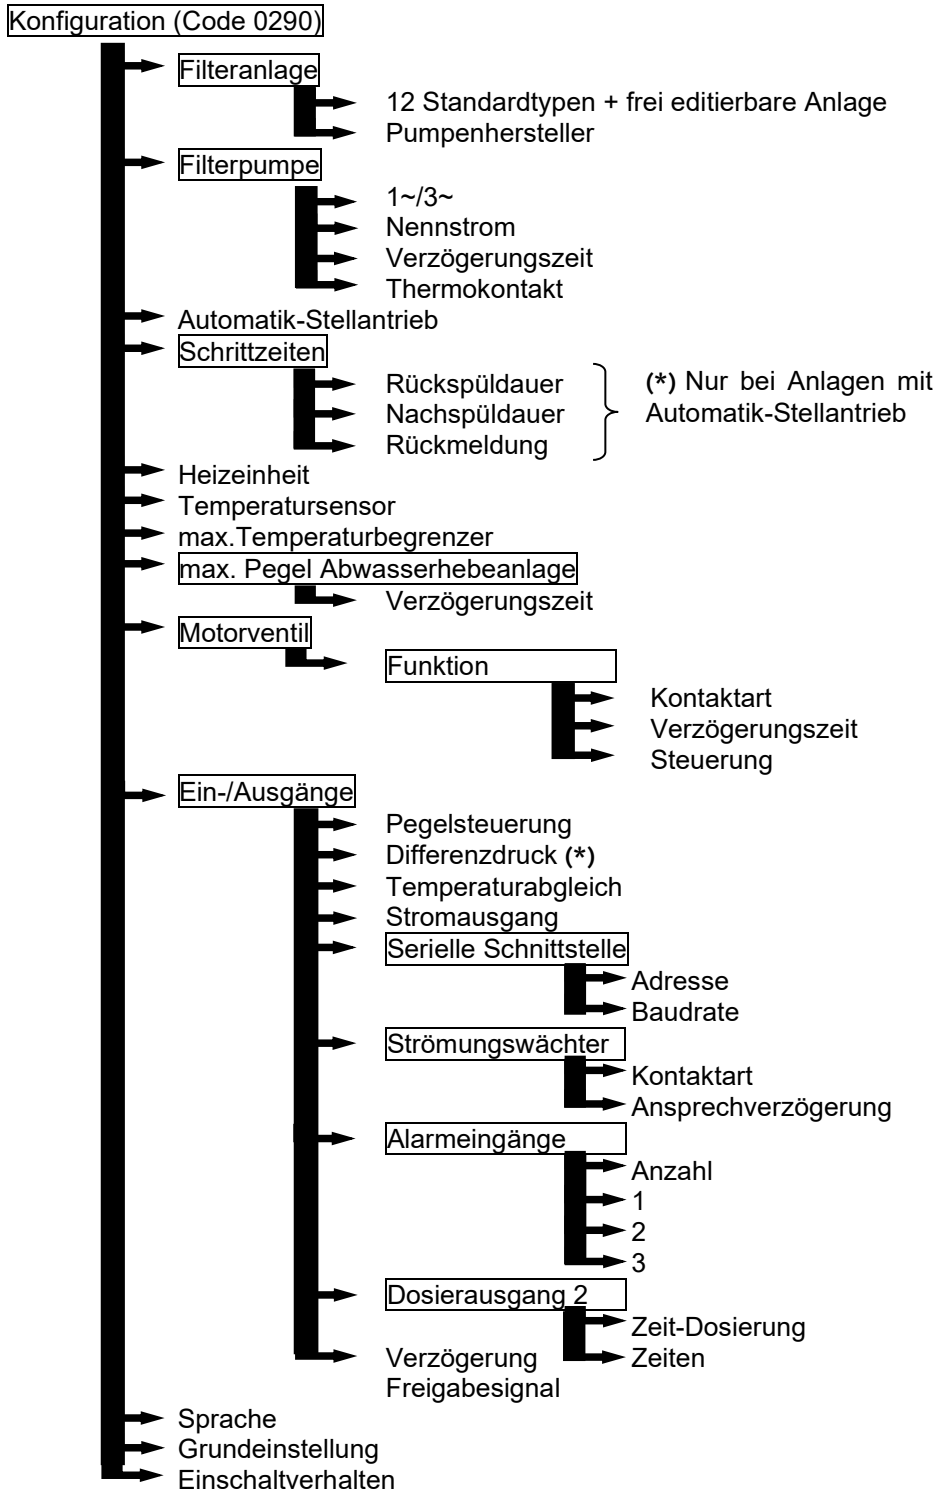 Konfiguration (Code 0290)
Filteranlage
12 Standardtypen + frei editierbare Anlage
Pumpenhersteller
Filterpumpe
1~/3~
Nennstrom
Verzögerungszeit
Thermokontakt
Automatik-Stellantrieb
Schrittzeiten
Rückspüldauer
Nachspüldauer
Rückmeldung
(*) Nur bei Anlagen mit
Automatik-Stellantrieb
Heizeinheit
Temperatursensor
max.Temperaturbegrenzer
max. Pegel Abwasserhebeanlage
Verzögerungszeit
Motorventil
Funktion
Kontaktart
Verzögerungszeit
Steuerung
Ein-/Ausgänge
Pegelsteuerung
Differenzdruck (*)
Temperaturabgleich
Stromausgang
Serielle Schnittstelle
Adresse
Baudrate
Strömungswächter
Kontaktart
Ansprechverzögerung
Alarmeingänge
Anzahl
1
2
3
Dosierausgang 2
Zeit-Dosierung
Zeiten
Verzögerung
Freigabesignal
Sprache
Grundeinstellung
Einschaltverhalten